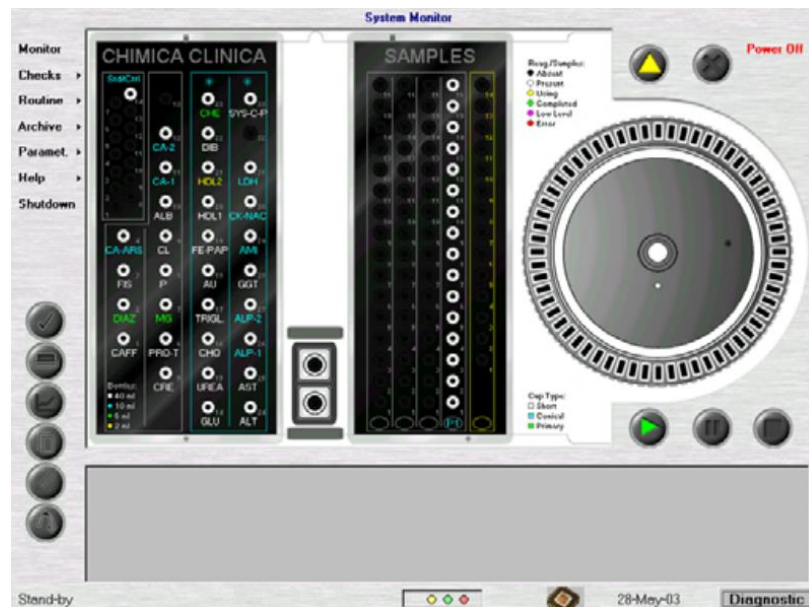 System Monitor
Monitor
Checks
Routine
Archive
Paramet.
Help
Shutdown
Power Off
CHIMICA CLINICA
SAMPLES
CHE
SYS-C-P
CA-2
DIB
CA-1
HDL2
LDH
ALB
HDL1
CK-NAC
CA-ARS
CL
FE-PAP
AMI
FIS
P
AU
GGT
DIAZ
MG
TRIGL.
ALP-2
CAFF
PRO-T
CHO
ALP-1
CRE
UREA
AST
GLU
ALT
40 ml
10 ml
5 ml
2 ml
Reag./Samples:
Absent
Present
Using
Completed
Low Level
Error
Cup Type:
Short
Conical
Primary
Stand-by
28-May-03
Diagnostic